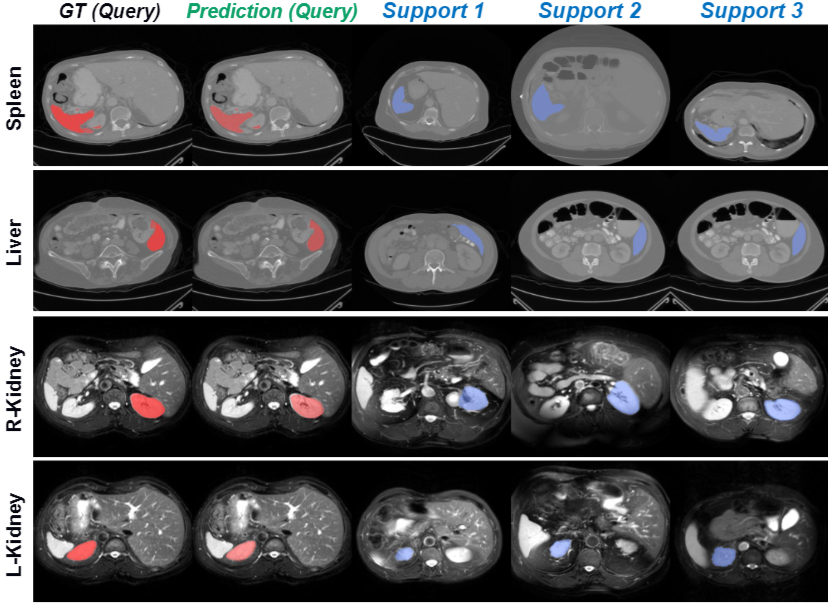 GT (Query) Prediction (Query) Support 1 Support 2 Support 3
Spleen
Liver
R-Kidney
L-Kidney